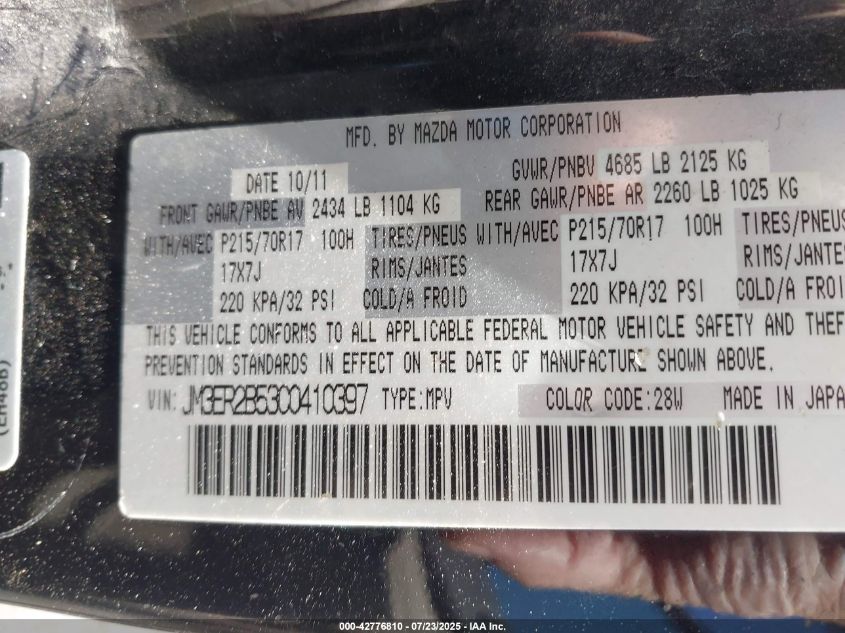 MFD. BY MAZDA MOTOR CORPORATION
DATE 10/11 GVWR/PNBV 4685 LB 2125 KG
FRONT GAWR/PNBE AV 2434 LB 1104 KG REAR GAWR/PNBE AR 2260 LB 1025 KG
WITH/AVEC P215/70R17 100H TIRES/PNEUS WITH/AVEC P215/70R17 100H TIRES/PNEUS
17X7J RIMS/JANTES 17X7J RIMS/JANTES
220 KPA/32 PSI COLD/A FROID 220 KPA/32 PSI COLD/A FROI
THIS VEHICLE CONFORMS TO ALL APPLICABLE FEDERAL MOTOR VEHICLE SAFETY AND THEF
PREVENTION STANDARDS IN EFFECT ON THE DATE OF MANUFACTURE SHOWN ABOVE.
VIN: JM3ER2B53C0410397 TYPE:MPV COLOR CODE:28W MADE IN JAPA
000-42776810 - 07/23/2025 - IAA Inc.